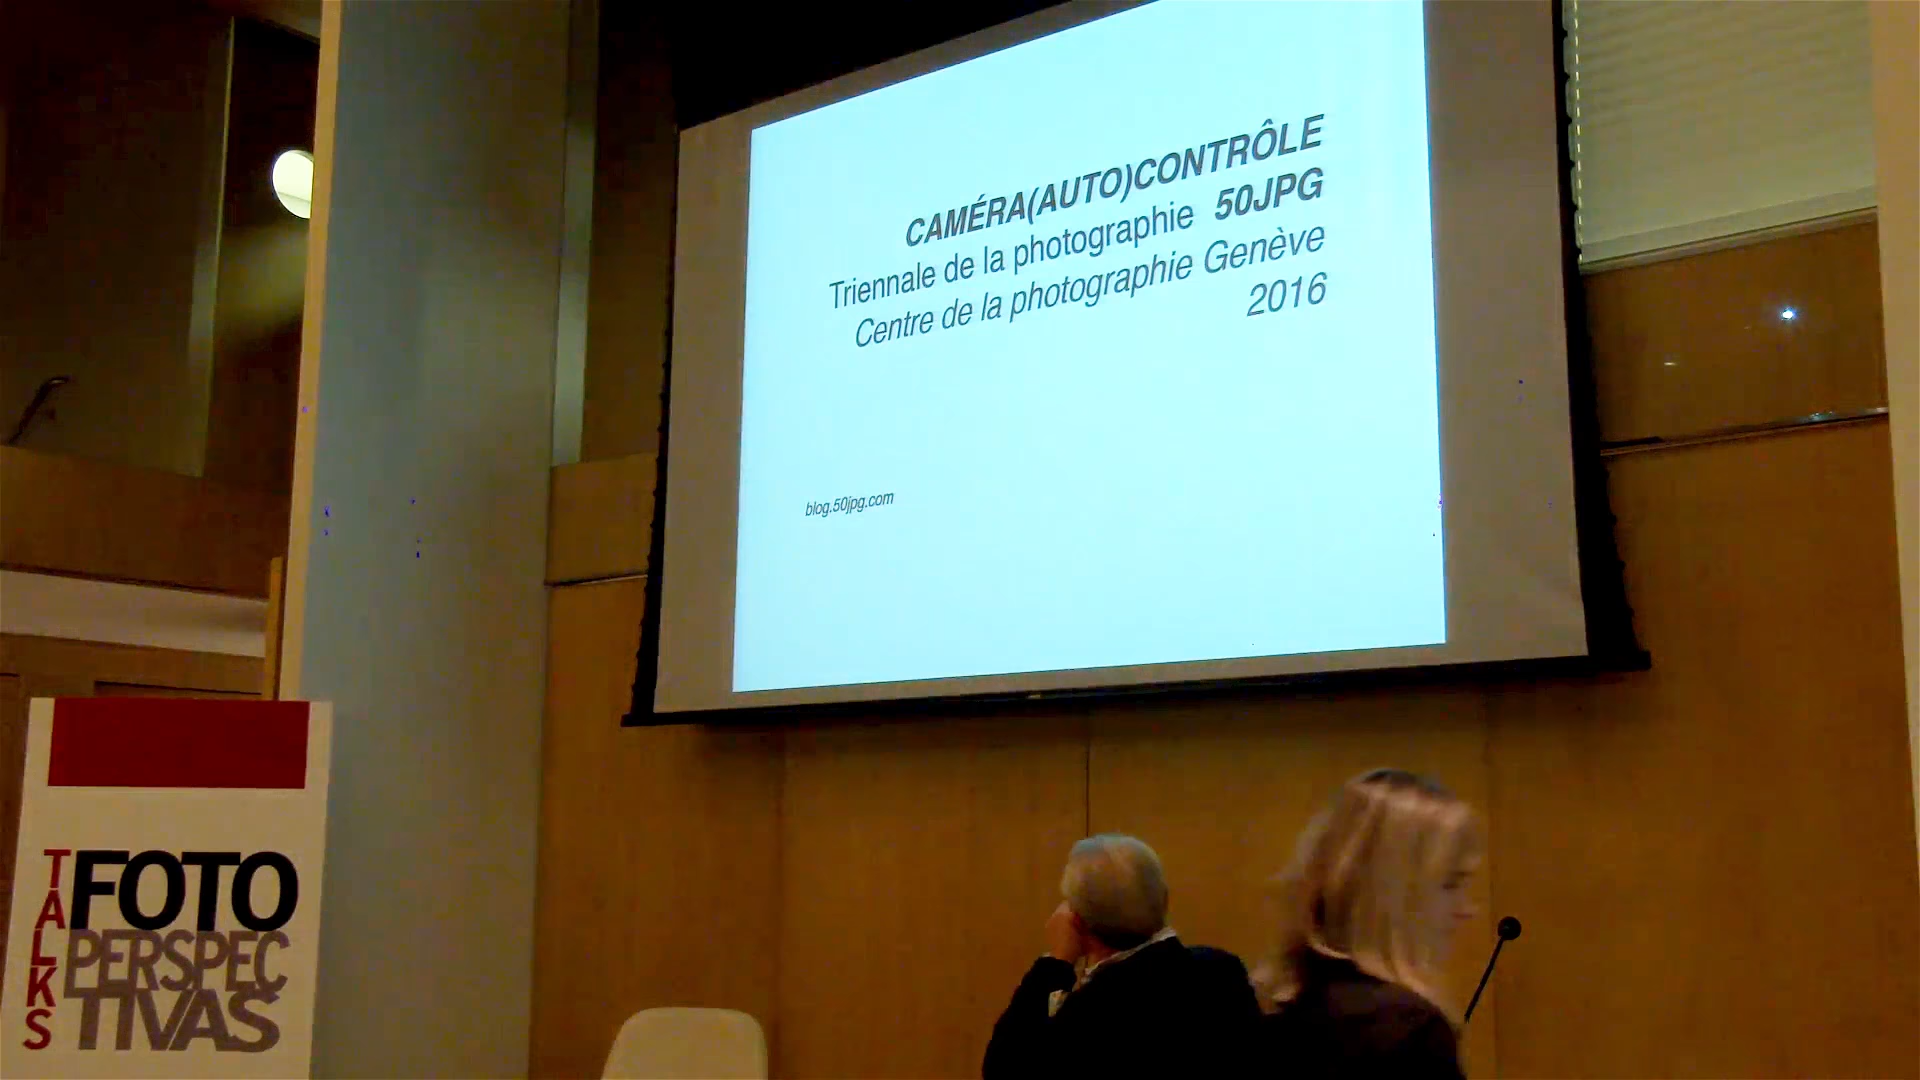 CAMÉRA(AUTO)CONTRÔLE
Triennale de la photographie 50JPG
Centre de la photographie Genève
2016
blog.50jpg.com
TALKS
FOTO
PERSPEC
TIVAS